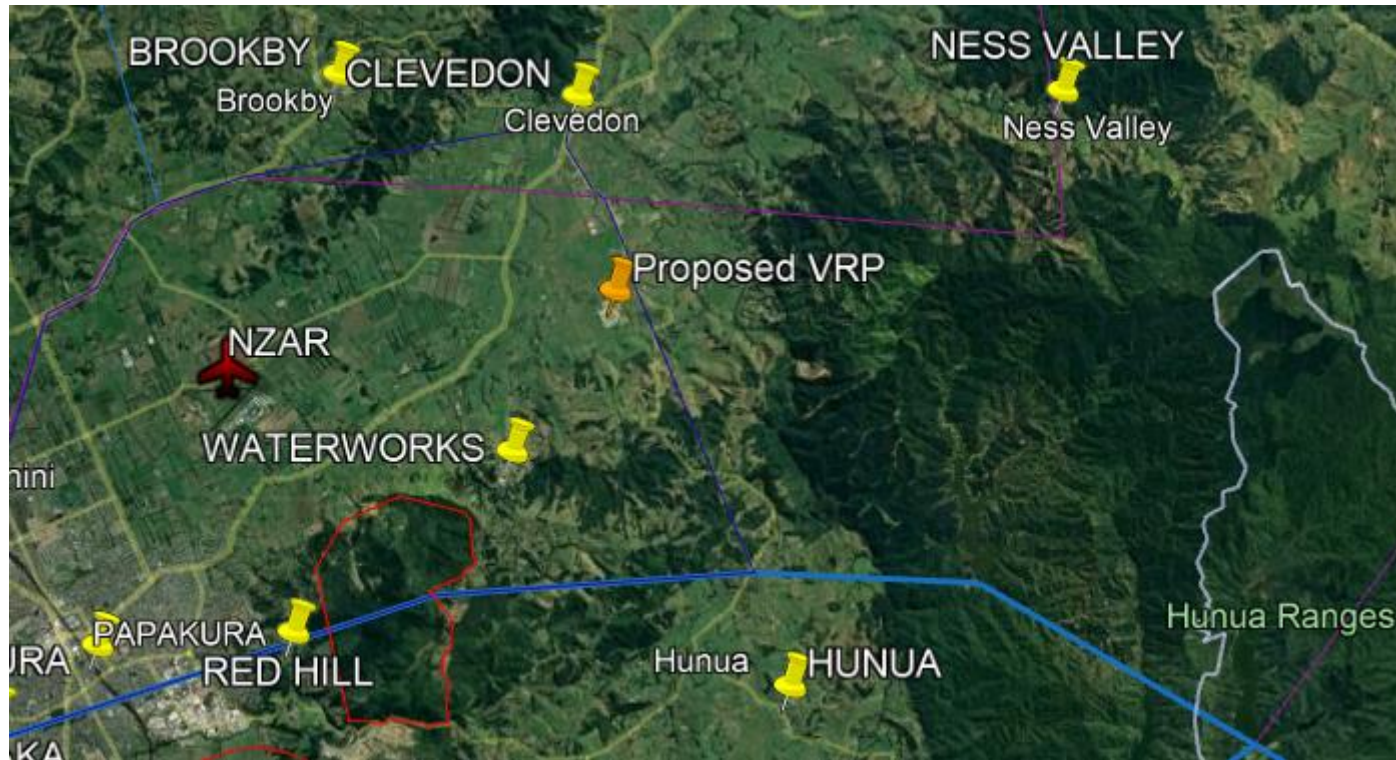 BROOKBY
CLEVEDON
NESS VALLEY
Brookby
Clevedon
Ness Valley
Proposed VRP
NZAR
WATERWORKS
nini
PAPAKURA
URA
RED HILL
Hunua
HUNUA
Hunua Ranges
KA